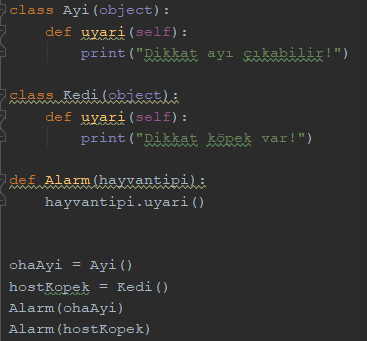 class Ayi(object):
    def uyari(self):
        print("Dikkat ayı çıkabilir!")
class Kedi(object):
    def uyari(self):
        print("Dikkat köpek var!")
def Alarm(hayvantipi):
    hayvantipi.uyari()
ohaAyi = Ayi()
hostKopek = Kedi()
Alarm(ohaAyi)
Alarm(hostKopek)